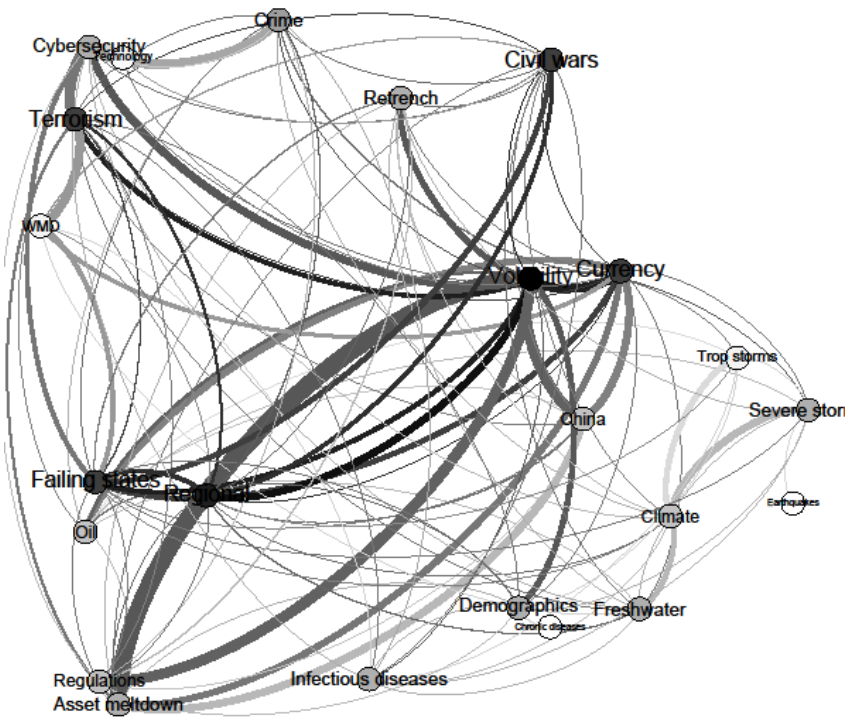 Crime
Cybersecurity
Technology
Civil wars
Retrench
Terrorism
WMD
Volatility
Currency
Trop storms
Severe stor
China
Failing states
Regional
Earthquakes
Climate
Oil
Demographics
Freshwater
Chronic diseases
Regulations
Infectious diseases
Asset meltdown